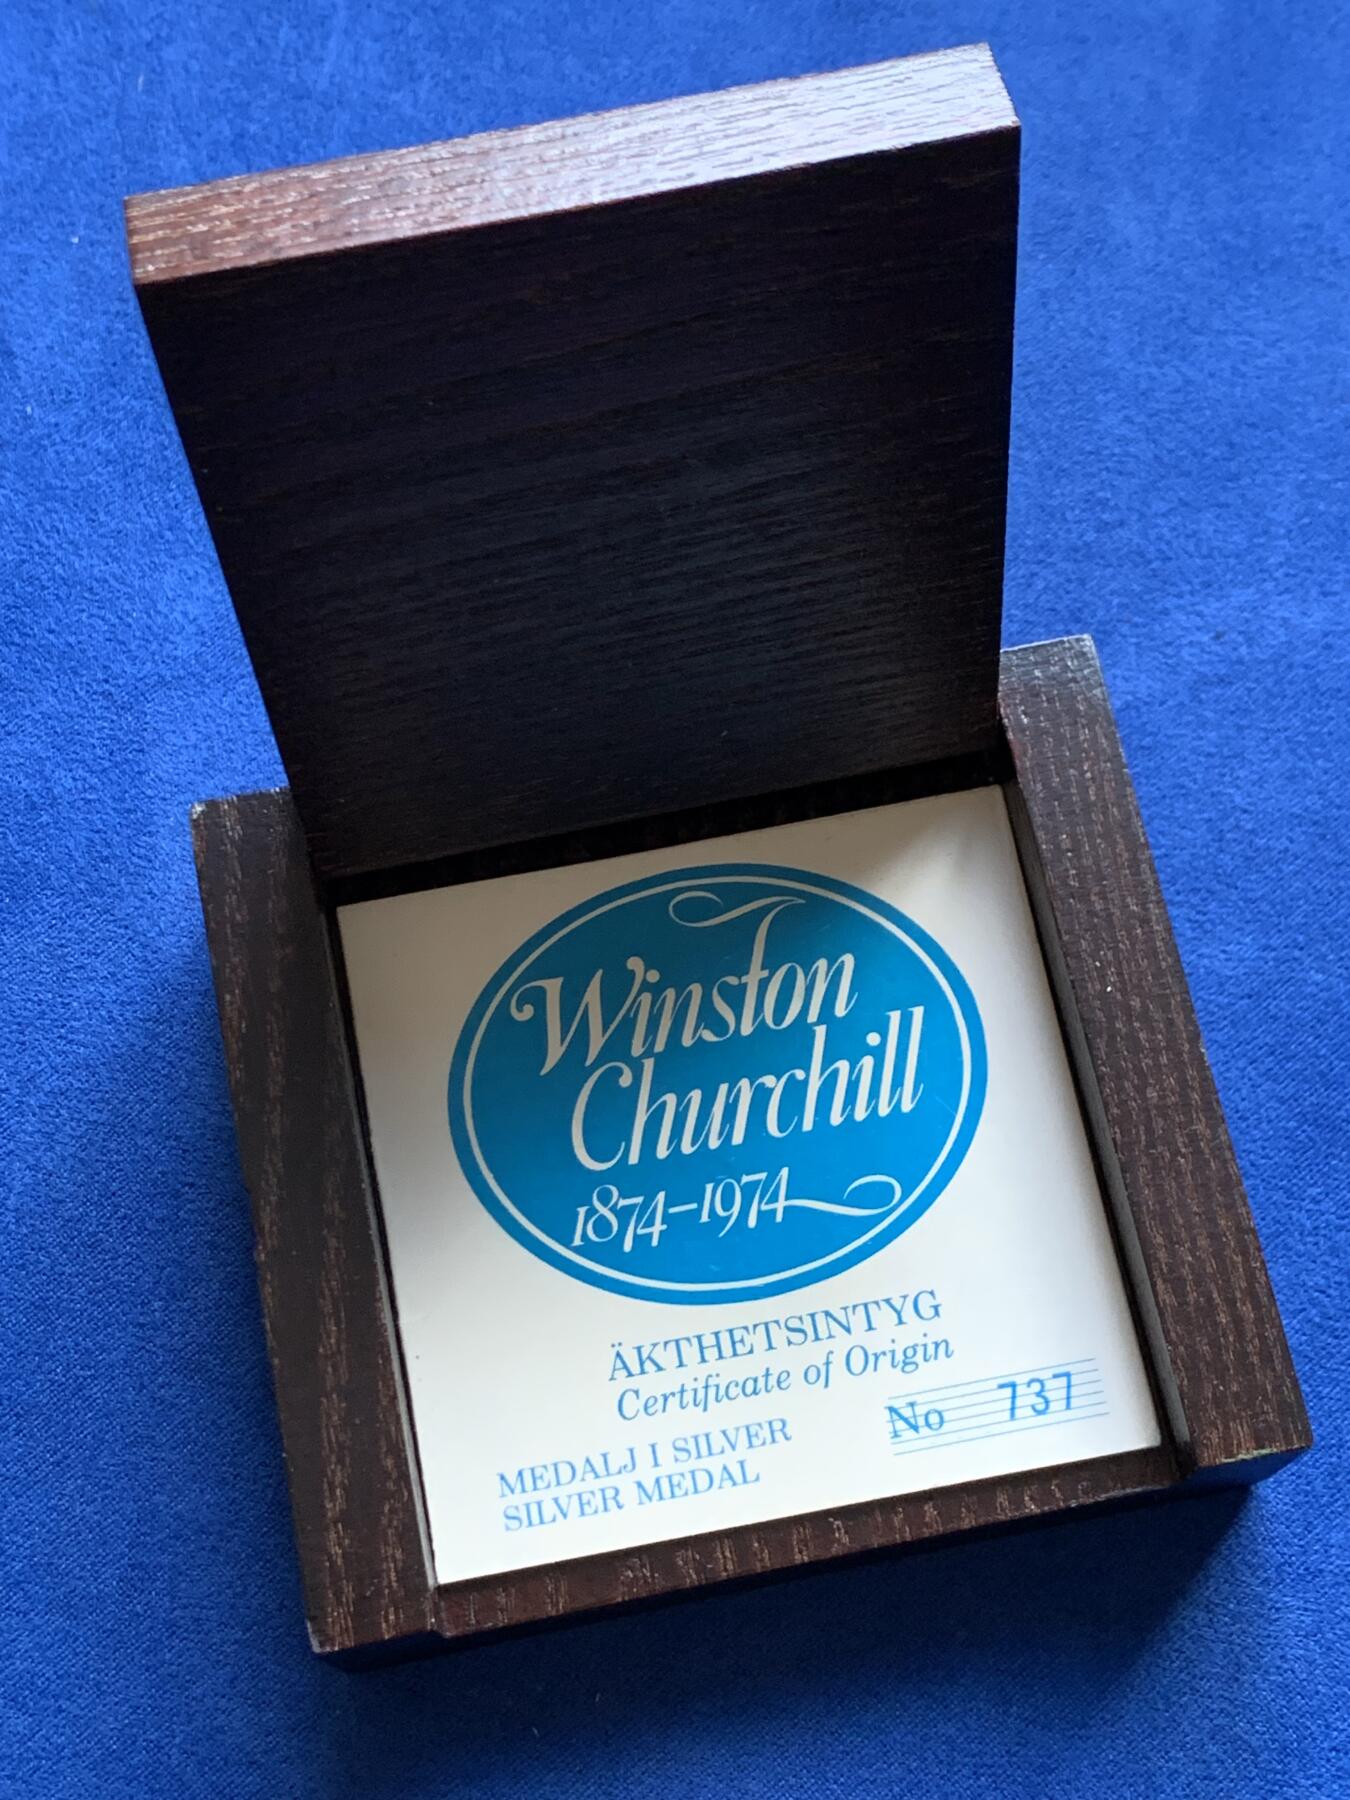 Winston
Churchill
1874–1974
ÄKTHETSINTYG
Certificate of Origin
No 737
MEDALJ I SILVER
SILVER MEDAL